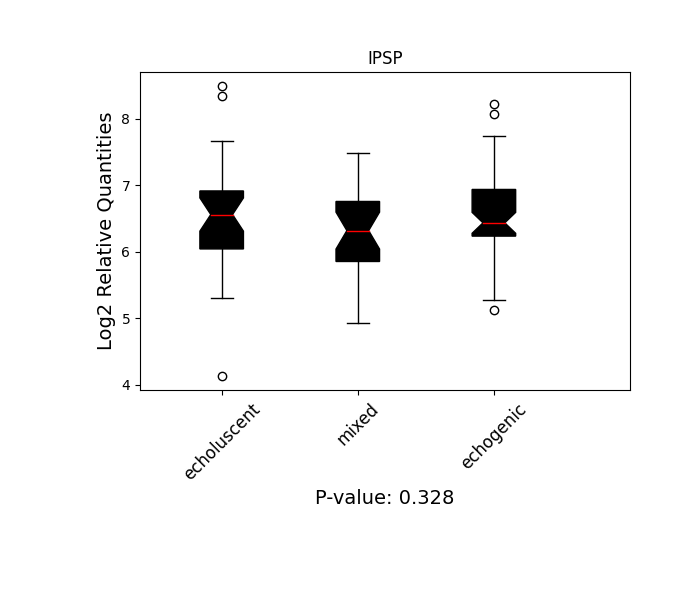 IPSP
Log2 Relative Quantities
8
7
6
5
4
echoluscent
mixed
echogenic
P-value: 0.328